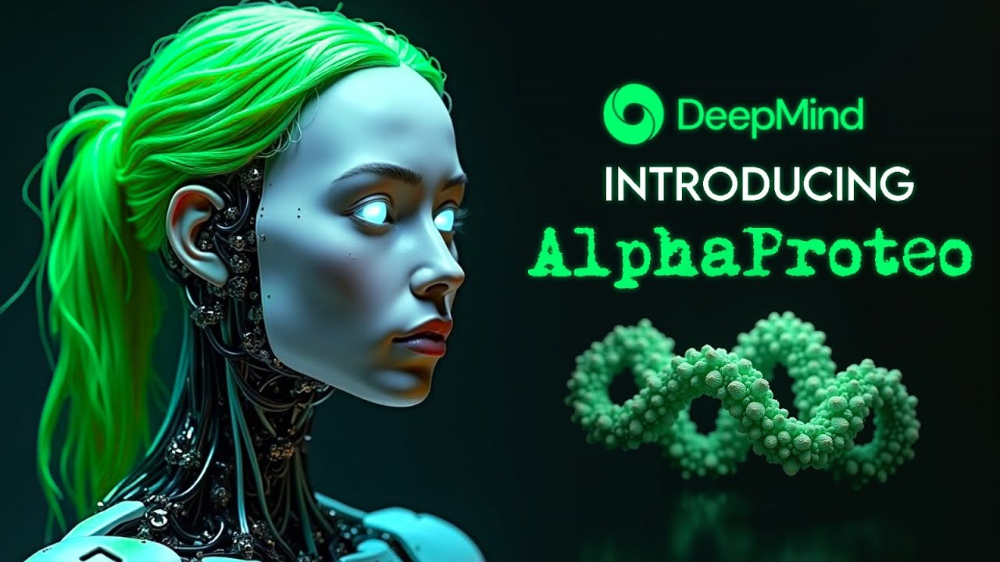 DeepMind
INTRODUCING
AlphaProteo